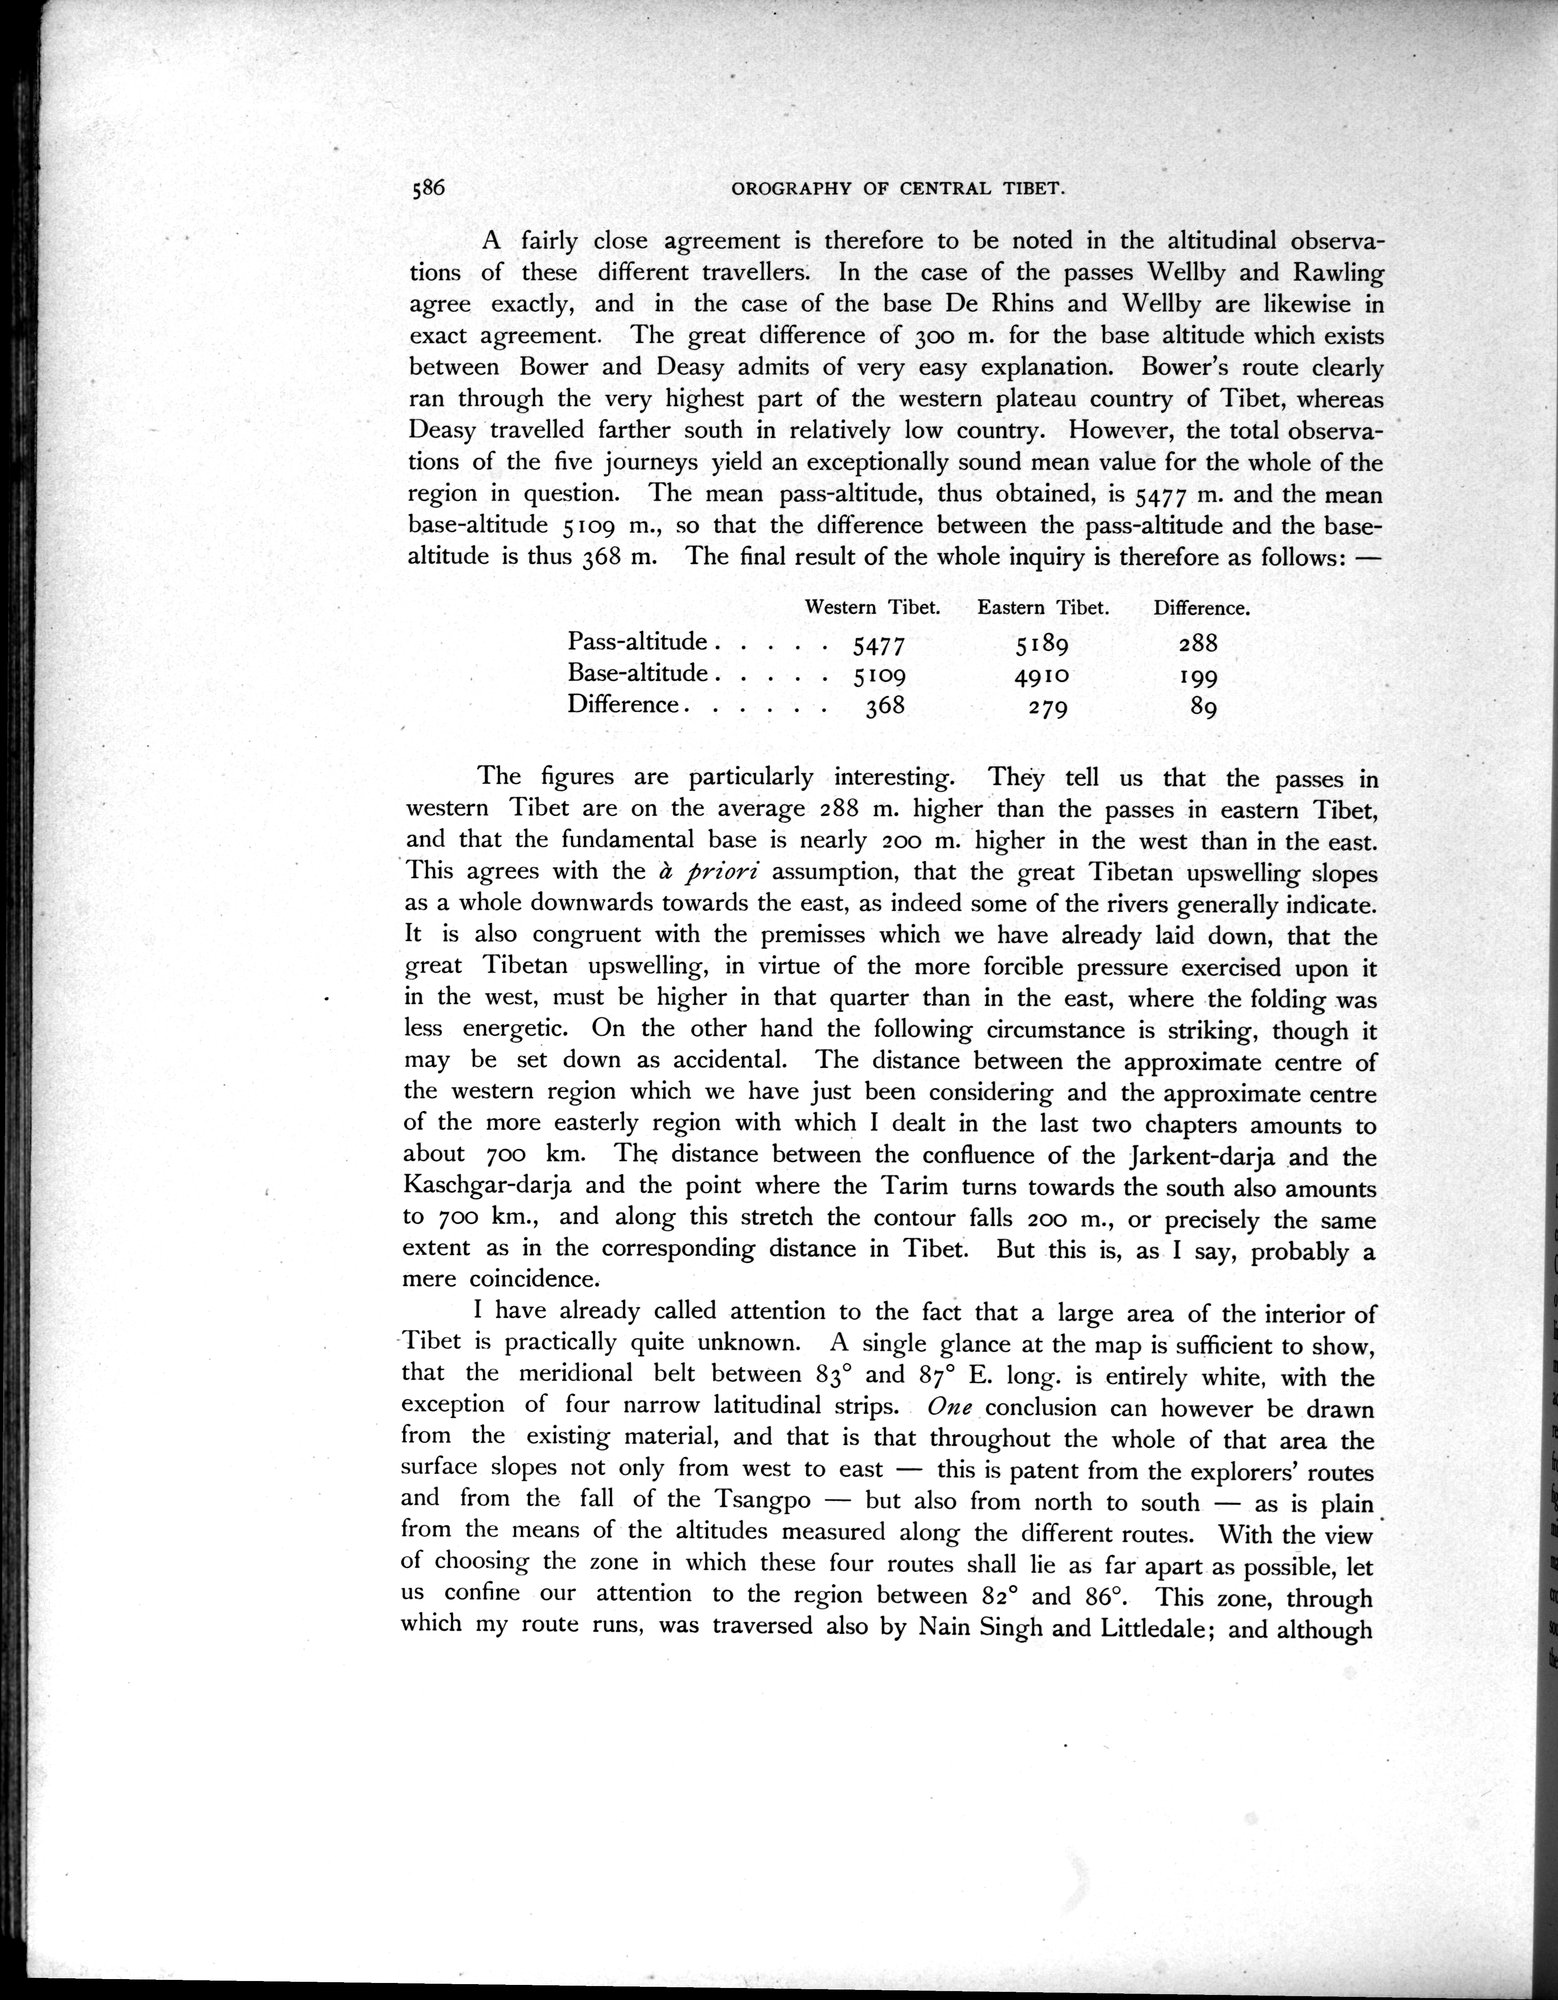 586 OROGRAPHY OF CENTRAL TIBET.
A fairly close agreement is therefore to be noted in the altitudinal observa-
tions of these different travellers. In the case of the passes Wellby and Rawling
agree exactly, and in the case of the base De Rhins and Wellby are likewise in
exact agreement. The great difference of 300 m. for the base altitude which exists
between Bower and Deasy admits of very easy explanation. Bower's route clearly
ran through the very highest part of the western plateau country of Tibet, whereas
Deasy travelled farther south in relatively low country. However, the total observa-
tions of the five journeys yield an exceptionally sound mean value for the whole of the
region in question. The mean pass-altitude, thus obtained, is 5477 m. and the mean
base-altitude 5109 m., so that the difference between the pass-altitude and the base-
altitude is thus 368 m. The final result of the whole inquiry is therefore as follows: —
Western Tibet. Eastern Tibet. Difference.
Pass-altitude . . . . . 5477 5189 288
Base-altitude . . . . . 5109 4910 199
Difference . . . . . . 368 279 89
The figures are particularly interesting. They tell us that the passes in
western Tibet are on the average 288 m. higher than the passes in eastern Tibet,
and that the fundamental base is nearly 200 m. higher in the west than in the east.
This agrees with the à priori assumption, that the great Tibetan upswelling slopes
as a whole downwards towards the east, as indeed some of the rivers generally indicate.
It is also congruent with the premisses which we have already laid down, that the
great Tibetan upswelling, in virtue of the more forcible pressure exercised upon it
in the west, must be higher in that quarter than in the east, where the folding was
less energetic. On the other hand the following circumstance is striking, though it
may be set down as accidental. The distance between the approximate centre of
the western region which we have just been considering and the approximate centre
of the more easterly region with which I dealt in the last two chapters amounts to
about 700 km. The distance between the confluence of the Jarkent-darja and the
Kaschgar-darja and the point where the Tarim turns towards the south also amounts
to 700 km., and along this stretch the contour falls 200 m., or precisely the same
extent as in the corresponding distance in Tibet. But this is, as I say, probably a
mere coincidence.
I have already called attention to the fact that a large area of the interior of
Tibet is practically quite unknown. A single glance at the map is sufficient to show,
that the meridional belt between 83° and 87° E. long. is entirely white, with the
exception of four narrow latitudinal strips. One conclusion can however be drawn
from the existing material, and that is that throughout the whole of that area the
surface slopes not only from west to east — this is patent from the explorers' routes
and from the fall of the Tsangpo — but also from north to south — as is plain
from the means of the altitudes measured along the different routes. With the view
of choosing the zone in which these four routes shall lie as far apart as possible, let
us confine our attention to the region between 82° and 86°. This zone, through
which my route runs, was traversed also by Nain Singh and Littledale; and although